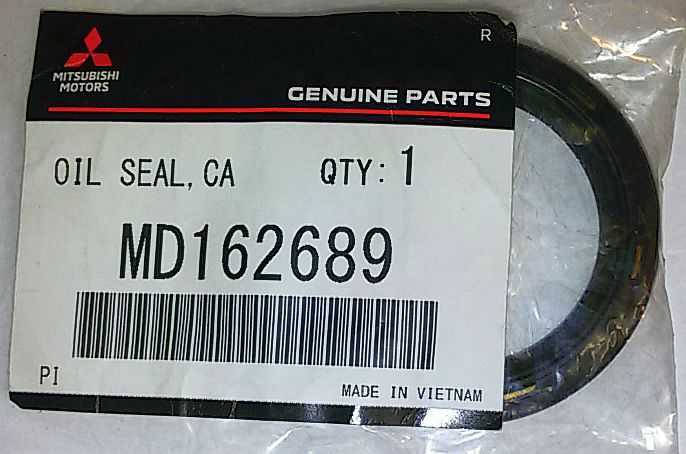 R
MITSUBISHI
MOTORS
GENUINE PARTS
OIL SEAL, CA QTY: 1
MD162689
PI
MADE IN VIETNAM